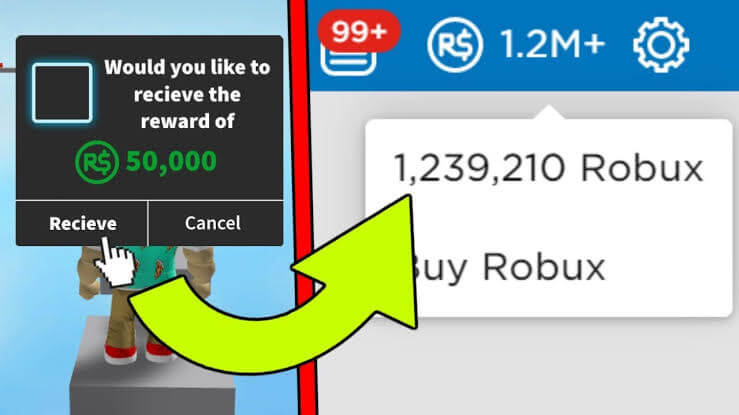 Would you like to
recieve the
reward of
R$ 50,000
Recieve
Cancel
99+
R$ 1.2M+
1,239,210 Robux
Buy Robux